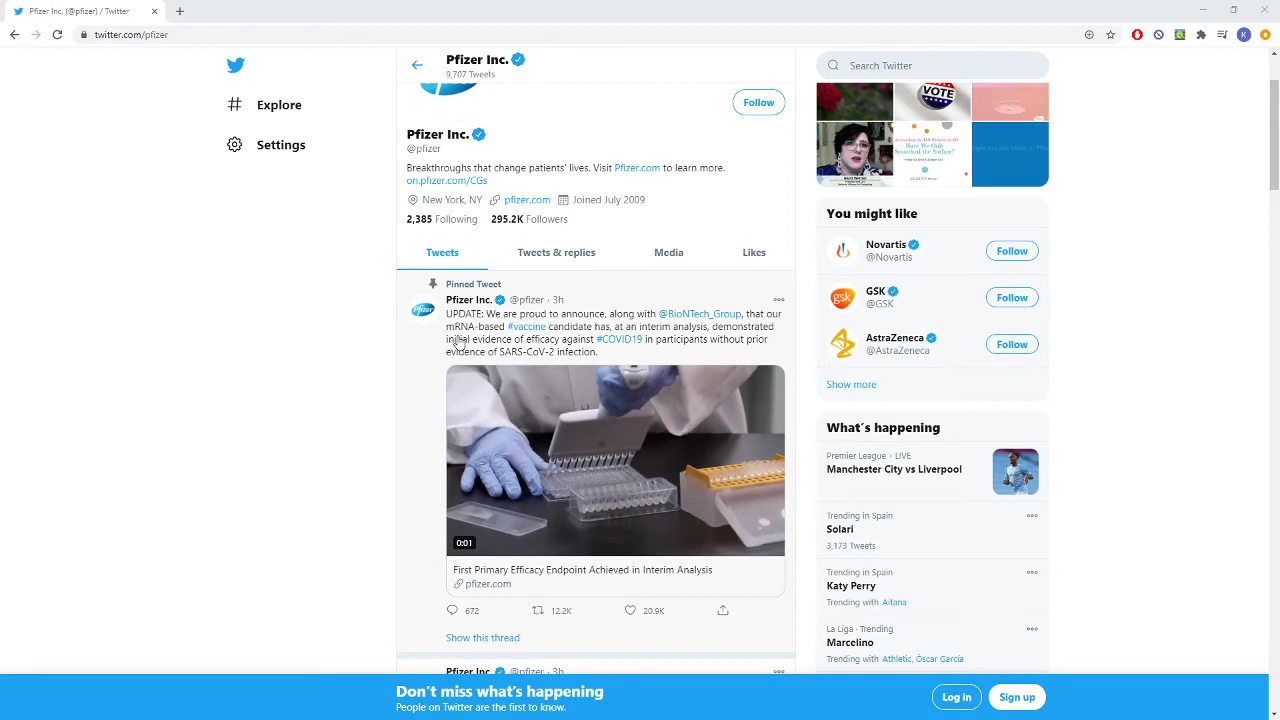 Pfizer Inc. (@pfizer) / Twitter
twitter.com/pfizer
Explore
Settings
Pfizer Inc.
9,707 Tweets
Follow
Pfizer Inc.
@pfizer
Breakthroughs that change patients' lives. Visit Pfizer.com to learn more.
on.pfizer.com/CGs
New York, NY pfizer.com Joined July 2009
2,385 Following 295.2K Followers
Tweets Tweets & replies Media Likes
Pinned Tweet
Pfizer Inc. @pfizer · 3h
UPDATE: We are proud to announce, along with @BioNTech_Group, that our
mRNA-based #vaccine candidate has, at an interim analysis, demonstrated
initial evidence of efficacy against #COVID19 in participants without prior
evidence of SARS-CoV-2 infection.
Pfizer
0:01
First Primary Efficacy Endpoint Achieved in Interim Analysis
pfizer.com
672 12.2K 20.9K
Show this thread
Pfizer Inc. @pfizer · 3h
Search Twitter
VOTE
Have We Only
Scratched the Surface?
You might like
Novartis
@Novartis
Follow
gsk
GSK
@GSK
Follow
AstraZeneca
@AstraZeneca
Follow
Show more
What's happening
Premier League · LIVE
Manchester City vs Liverpool
Trending in Spain
Solari
3,173 Tweets
Trending in Spain
Katy Perry
Trending with Aitana
La Liga · Trending
Marcelino
Trending with Athletic, Óscar García
Don't miss what's happening
People on Twitter are the first to know.
Log in
Sign up
K